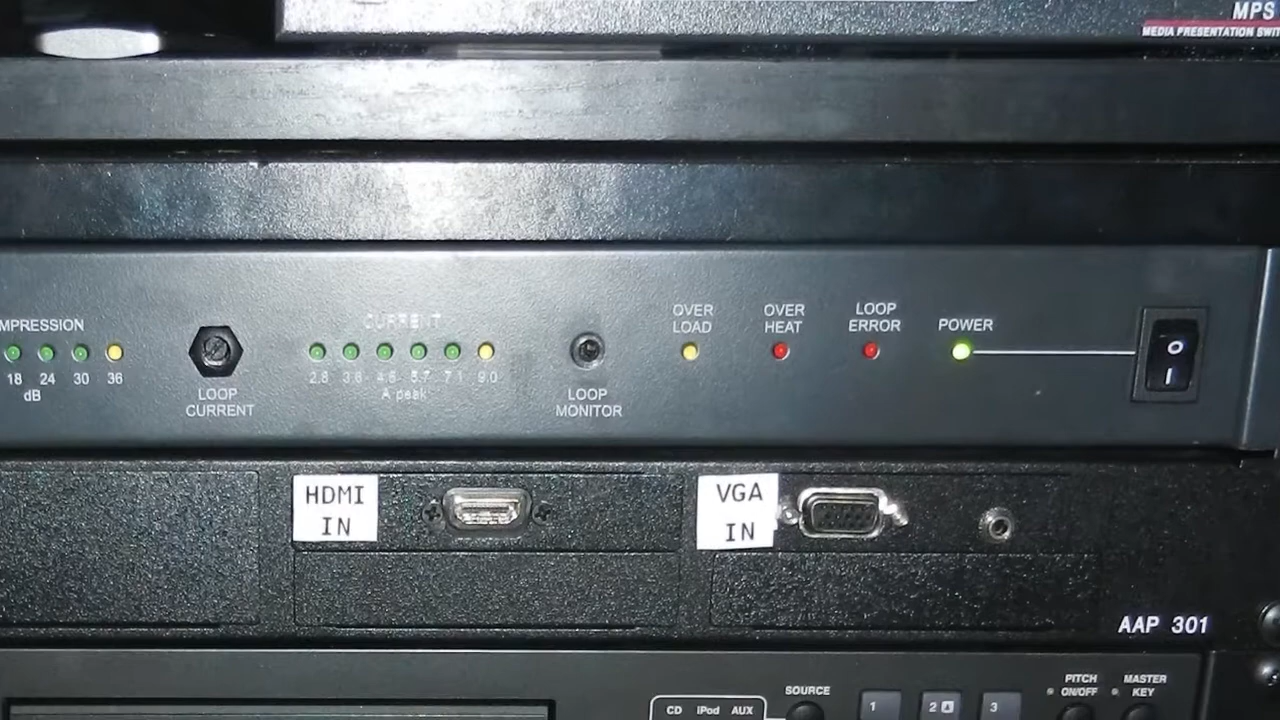 MPS
MEDIA PRESENTATION SWIT
MPRESSION
18 24 30 36
dB
LOOP
CURRENT
CURRENT
2.8 3.6 4.6 5.7 7.1 9.0
A peak
LOOP
MONITOR
OVER
LOAD
OVER
HEAT
LOOP
ERROR
POWER
O
I
HDMI
IN
VGA
IN
AAP 301
CD iPod AUX
SOURCE
1
2
3
PITCH
ON/OFF
MASTER
KEY